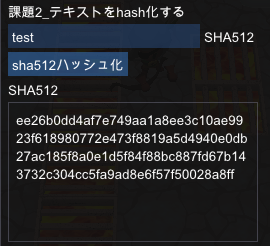 課題2_テキストをhash化する
test SHA512
sha512ハッシュ化
SHA512
ee26b0dd4af7e749aa1a8ee3c10ae99
23f618980772e473f8819a5d4940e0db
27ac185f8a0e1d5f84f88bc887fd67b14
3732c304cc5fa9ad8e6f57f50028a8ff